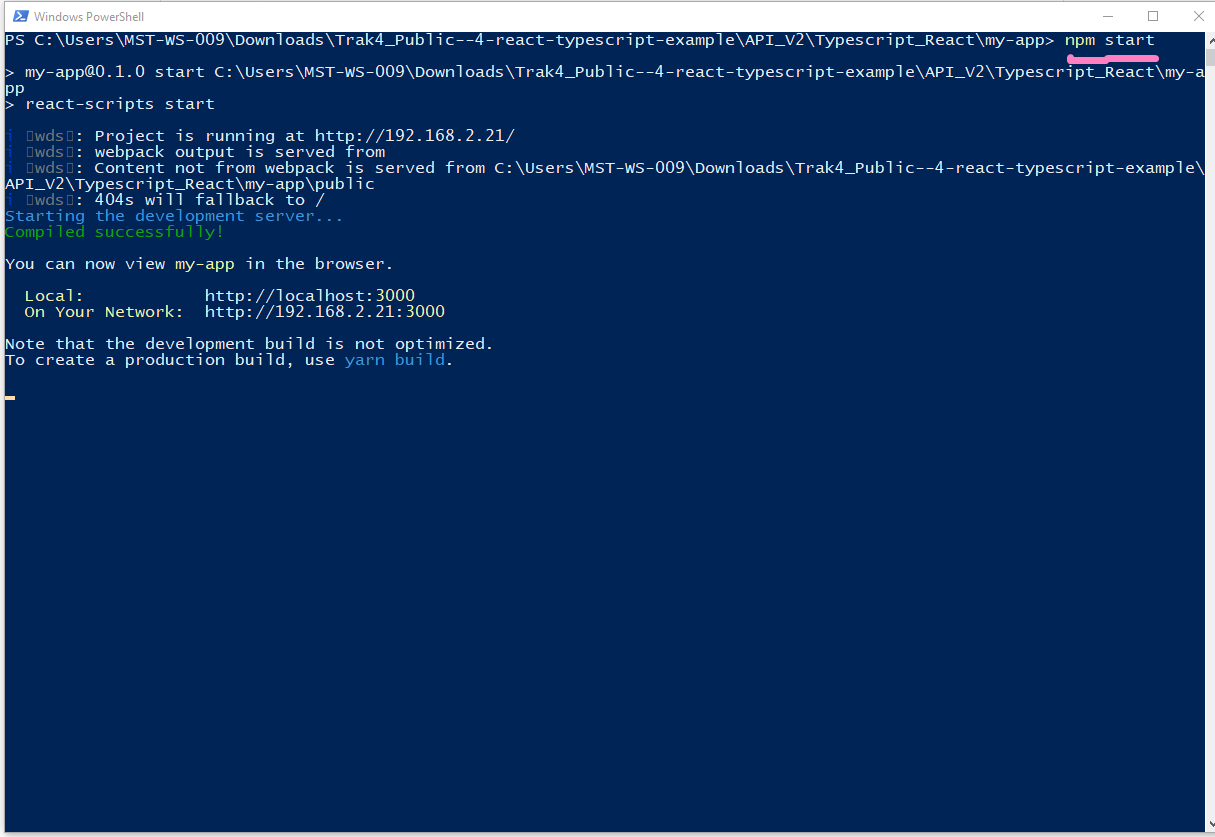 Windows PowerShell
PS C:\Users\MST-WS-009\Downloads\Trak4_Public--4-react-typescript-example\API_V2\Typescript_React\my-app> npm start
> my-app@0.1.0 start C:\Users\MST-WS-009\Downloads\Trak4_Public--4-react-typescript-example\API_V2\Typescript_React\my-a
pp
> react-scripts start
i ｢wds｣: Project is running at http://192.168.2.21/
i ｢wds｣: webpack output is served from
i ｢wds｣: Content not from webpack is served from C:\Users\MST-WS-009\Downloads\Trak4_Public--4-react-typescript-example\
API_V2\Typescript_React\my-app\public
i ｢wds｣: 404s will fallback to /
Starting the development server...
Compiled successfully!
You can now view my-app in the browser.
Local: http://localhost:3000
On Your Network: http://192.168.2.21:3000
Note that the development build is not optimized.
To create a production build, use yarn build.